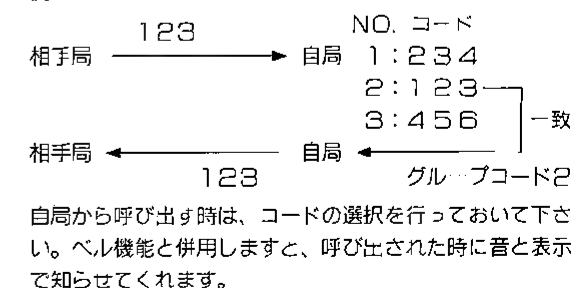 123
NO. コード
相手局 自局 1:234
2:123
3:456 一致
相手局 自局
123 グループコード2
自局から呼び出す時は、コードの選択を行っておいて下さ
い。ベル機能と併用しますと、呼び出された時に音と表示
で知らせてくれます。